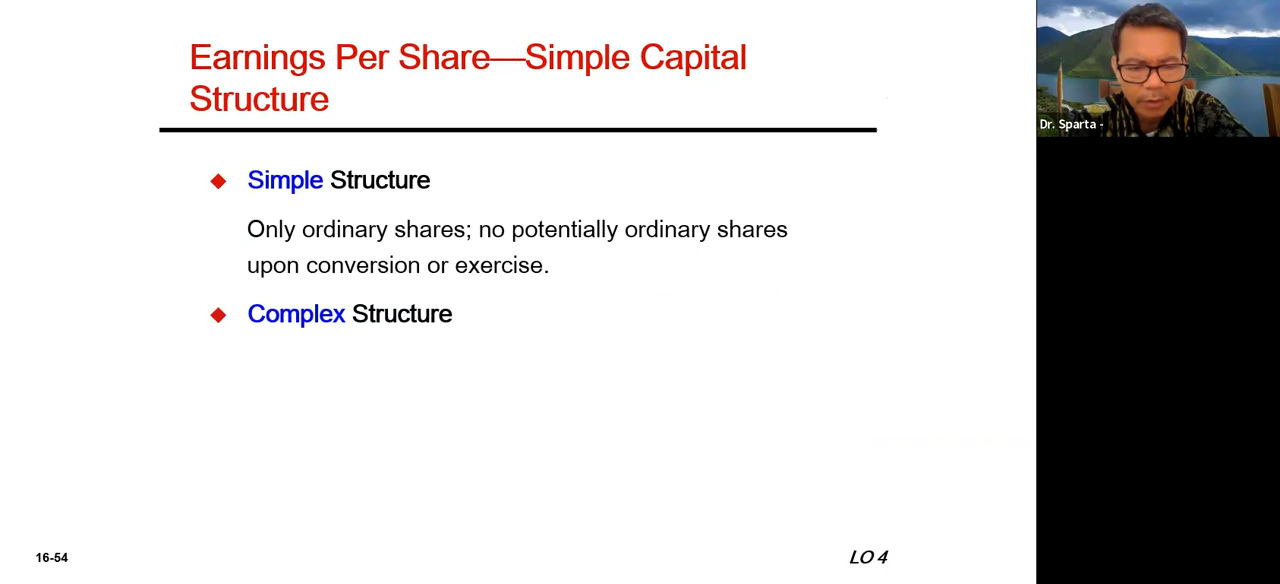 Earnings Per Share—Simple Capital
Structure
Dr. Sparta -
Simple Structure
Only ordinary shares; no potentially ordinary shares
upon conversion or exercise.
Complex Structure
16-54
LO 4